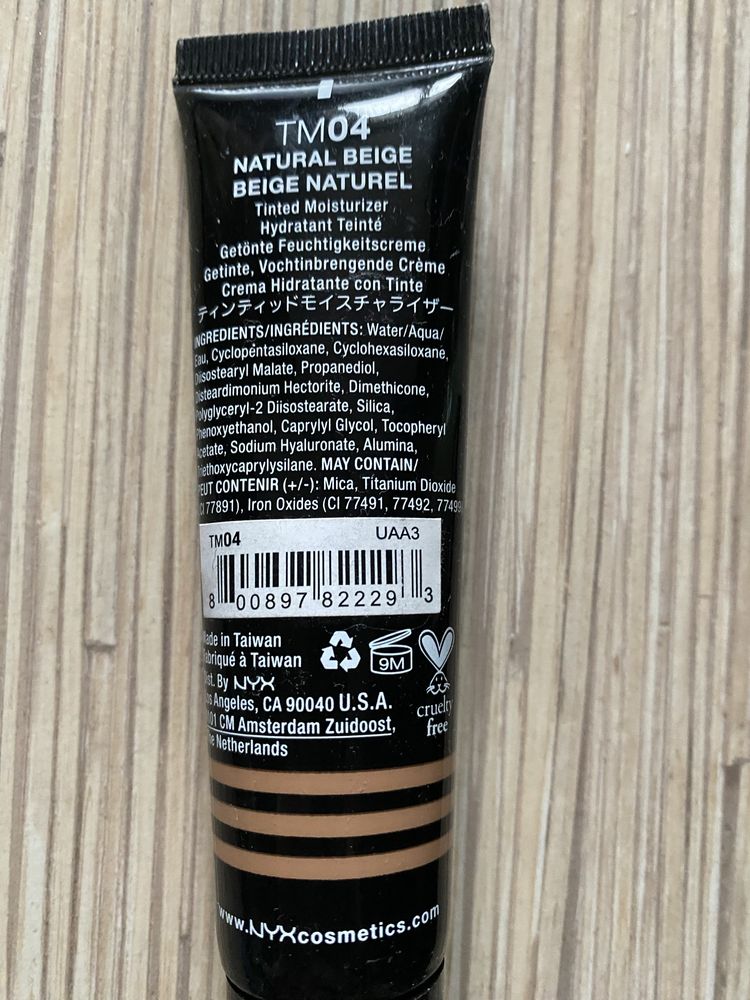 TM04
NATURAL BEIGE
BEIGE NATUREL
Tinted Moisturizer
Hydratant Teinté
Getönte Feuchtigkeitscreme
Getinte, Vochtinbrengende Crème
Crema Hidratante con Tinte
ティンティッドモイスチャライザー
INGREDIENTS/INGRÉDIENTS: Water/Aqua/
Eau, Cyclopentasiloxane, Cyclohexasiloxane,
Diisostearyl Malate, Propanediol,
Disteardimonium Hectorite, Dimethicone,
Polyglyceryl-2 Diisostearate, Silica,
Phenoxyethanol, Caprylyl Glycol, Tocopheryl
Acetate, Sodium Hyaluronate, Alumina,
Triethoxycaprylysilane. MAY CONTAIN/
PEUT CONTENIR (+/-): Mica, Titanium Dioxide
(CI 77891), Iron Oxides (CI 77491, 77492, 77499
TM04 UAA3
8 00897 82229 3
Made in Taiwan
Fabriqué à Taiwan
Dist. By NYX
Los Angeles, CA 90040 U.S.A.
01 CM Amsterdam Zuidoost,
The Netherlands
9M
cruelty
free
www.NYXcosmetics.com